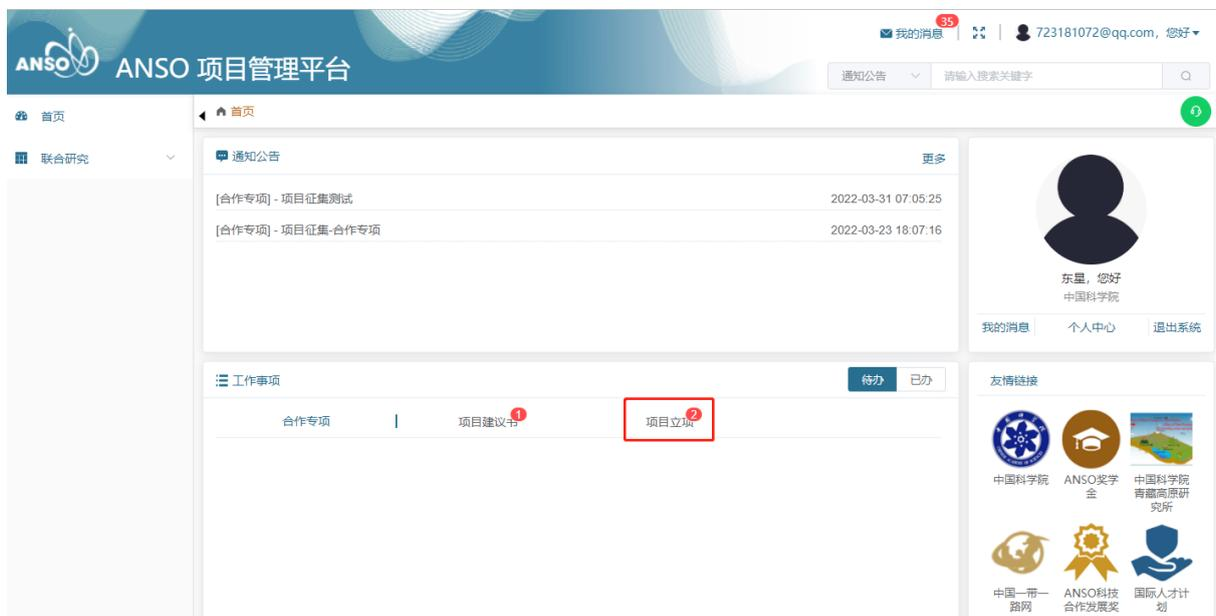 35
我的消息
723181072@qq.com, 您好
ANSO
ANSO 项目管理平台
通知公告
请输入搜索关键字
首页
首页
联合研究
通知公告
更多
[合作专项] - 项目征集测试
2022-03-31 07:05:25
[合作专项] - 项目征集-合作专项
2022-03-23 18:07:16
东星，您好
中国科学院
我的消息
个人中心
退出系统
工作事项
待办
已办
合作专项
项目建议书
1
项目立项
2
友情链接
中国科学院
ANSO奖学
金
中国科学院
青藏高原研
究所
中国一带一
路网
ANSO科技
合作发展奖
国际人才计
划